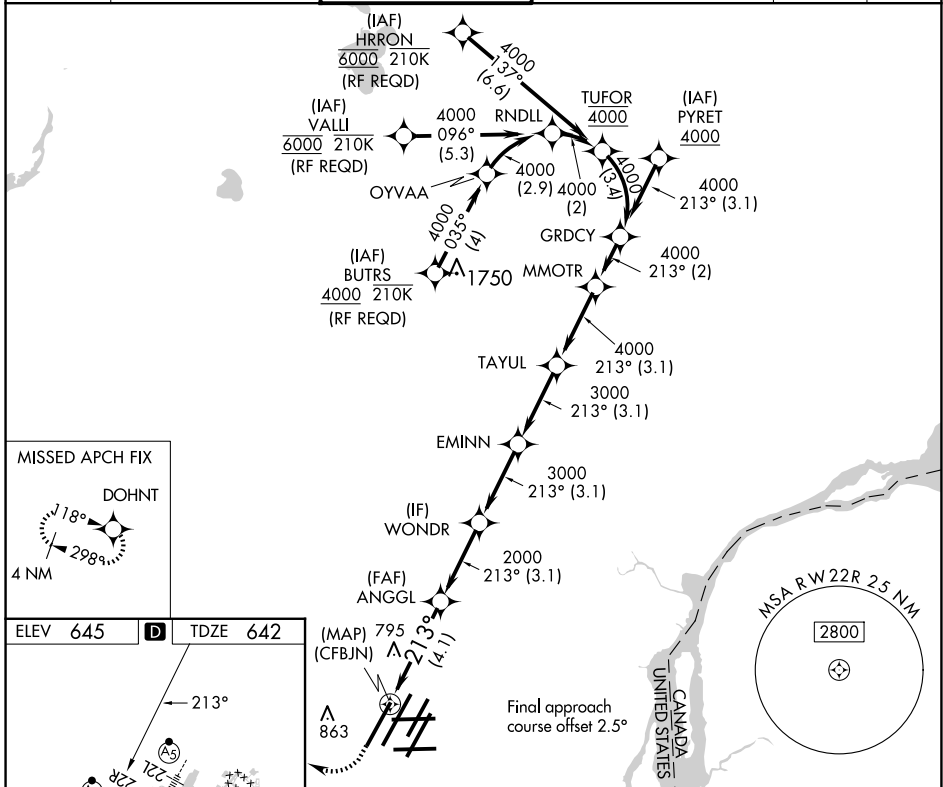 (IAF)
HRRON
6000 210K
(RF REQD)
4000
137°
(6.6)
(IAF)
VALLI
6000 210K
(RF REQD)
4000
096°
(5.3)
RNDLL
TUFOR
4000
(IAF)
PYRET
4000
OYVAA
4000
(2.9)
4000
(2)
4000
(3.4)
4000
213° (3.1)
4000
035°
(4)
(IAF)
BUTRS
4000 210K
(RF REQD)
1750
GRDCY
4000
213° (2)
MMOTR
4000
213° (3.1)
TAYUL
3000
213° (3.1)
EMINN
3000
213° (3.1)
(IF)
WONDR
2000
213° (3.1)
(FAF)
ANGGL
MISSED APCH FIX
DOHNT
118°
298°
4 NM
ELEV 645 D TDZE 642
213°
A5
22R
22L
(MAP)
(CFBJN)
795
213°
(4.1)
863
Final approach
course offset 2.5°
CANADA
UNITED STATES
MSA RW22R 25 NM
2800